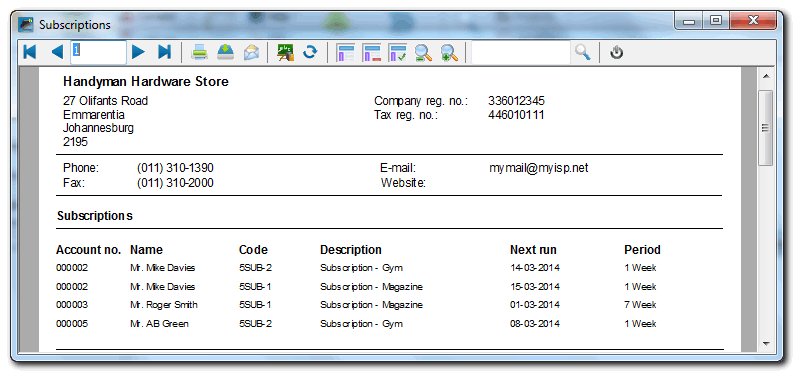 Subscriptions
1
Handyman Hardware Store
27 Olifants Road Company reg. no.: 336012345
Emmarentia Tax reg. no.: 446010111
Johannesburg
2195
Phone: (011) 310-1390 E-mail: mymail@myisp.net
Fax: (011) 310-2000 Website:
Subscriptions
Account no. Name Code Description Next run Period
000002 Mr. Mike Davies 5SUB-2 Subscription - Gym 14-03-2014 1 Week
000002 Mr. Mike Davies 5SUB-1 Subscription - Magazine 15-03-2014 1 Week
000003 Mr. Roger Smith 5SUB-1 Subscription - Magazine 01-03-2014 7 Week
000005 Mr. AB Green 5SUB-2 Subscription - Gym 08-03-2014 1 Week